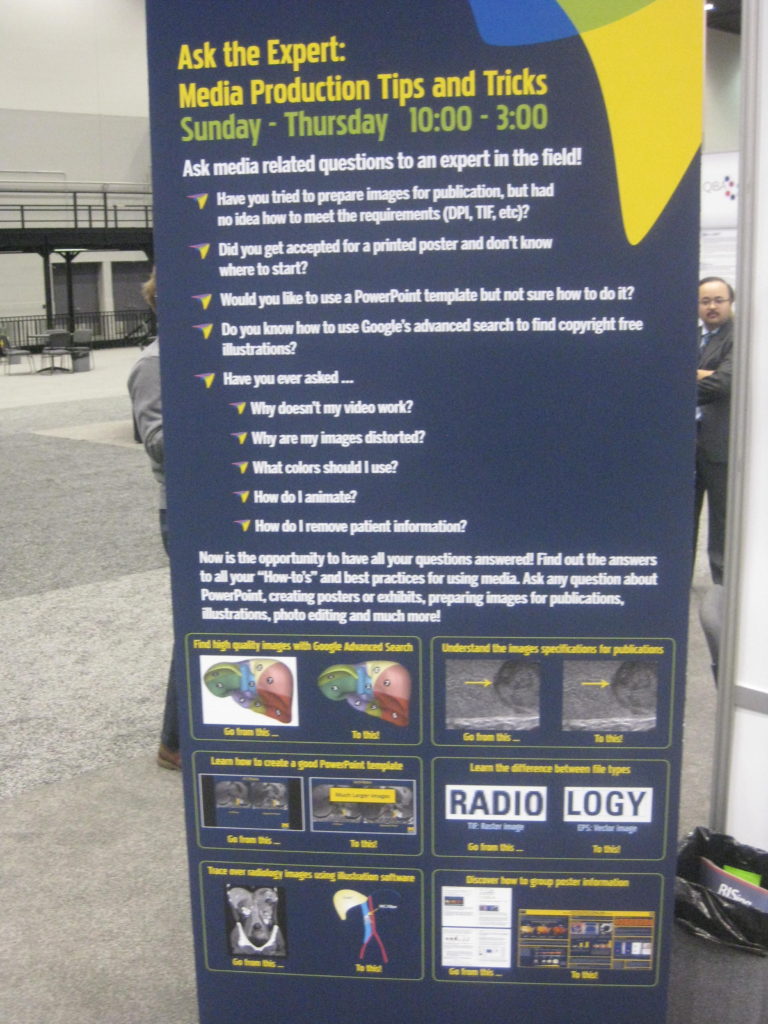 Ask the Expert:
Media Production Tips and Tricks
Sunday - Thursday 10:00 - 3:00
Ask media related questions to an expert in the field!
Have you tried to prepare images for publication, but had
no idea how to meet the requirements (DPI, TIF, etc)?
Did you get accepted for a printed poster and don't know
where to start?
Would you like to use a PowerPoint template but not sure how to do it?
Do you know how to use Google's advanced search to find copyright free
illustrations?
Have you ever asked ...
Why doesn't my video work?
Why are my images distorted?
What colors should I use?
How do I animate?
How do I remove patient information?
Now is the opportunity to have all your questions answered! Find out the answers
to all your "How-to's" and best practices for using media. Ask any question about
PowerPoint, creating posters or exhibits, preparing images for publications,
illustrations, photo editing and much more!
Find high quality images with Google Advanced Search
Go from this ... To this!
Understand the images specifications for publications
Go from this ... To this!
Learn how to create a good PowerPoint template
Much Larger Images
Go from this ... To this!
Learn the difference between file types
RADIO LOGY
TIF: Raster image EPS: Vector image
Go from this ... To this!
Trace over radiology images using illustration software
Go from this ... To this!
Discover how to group poster information
Go from this ... To this!
QBA